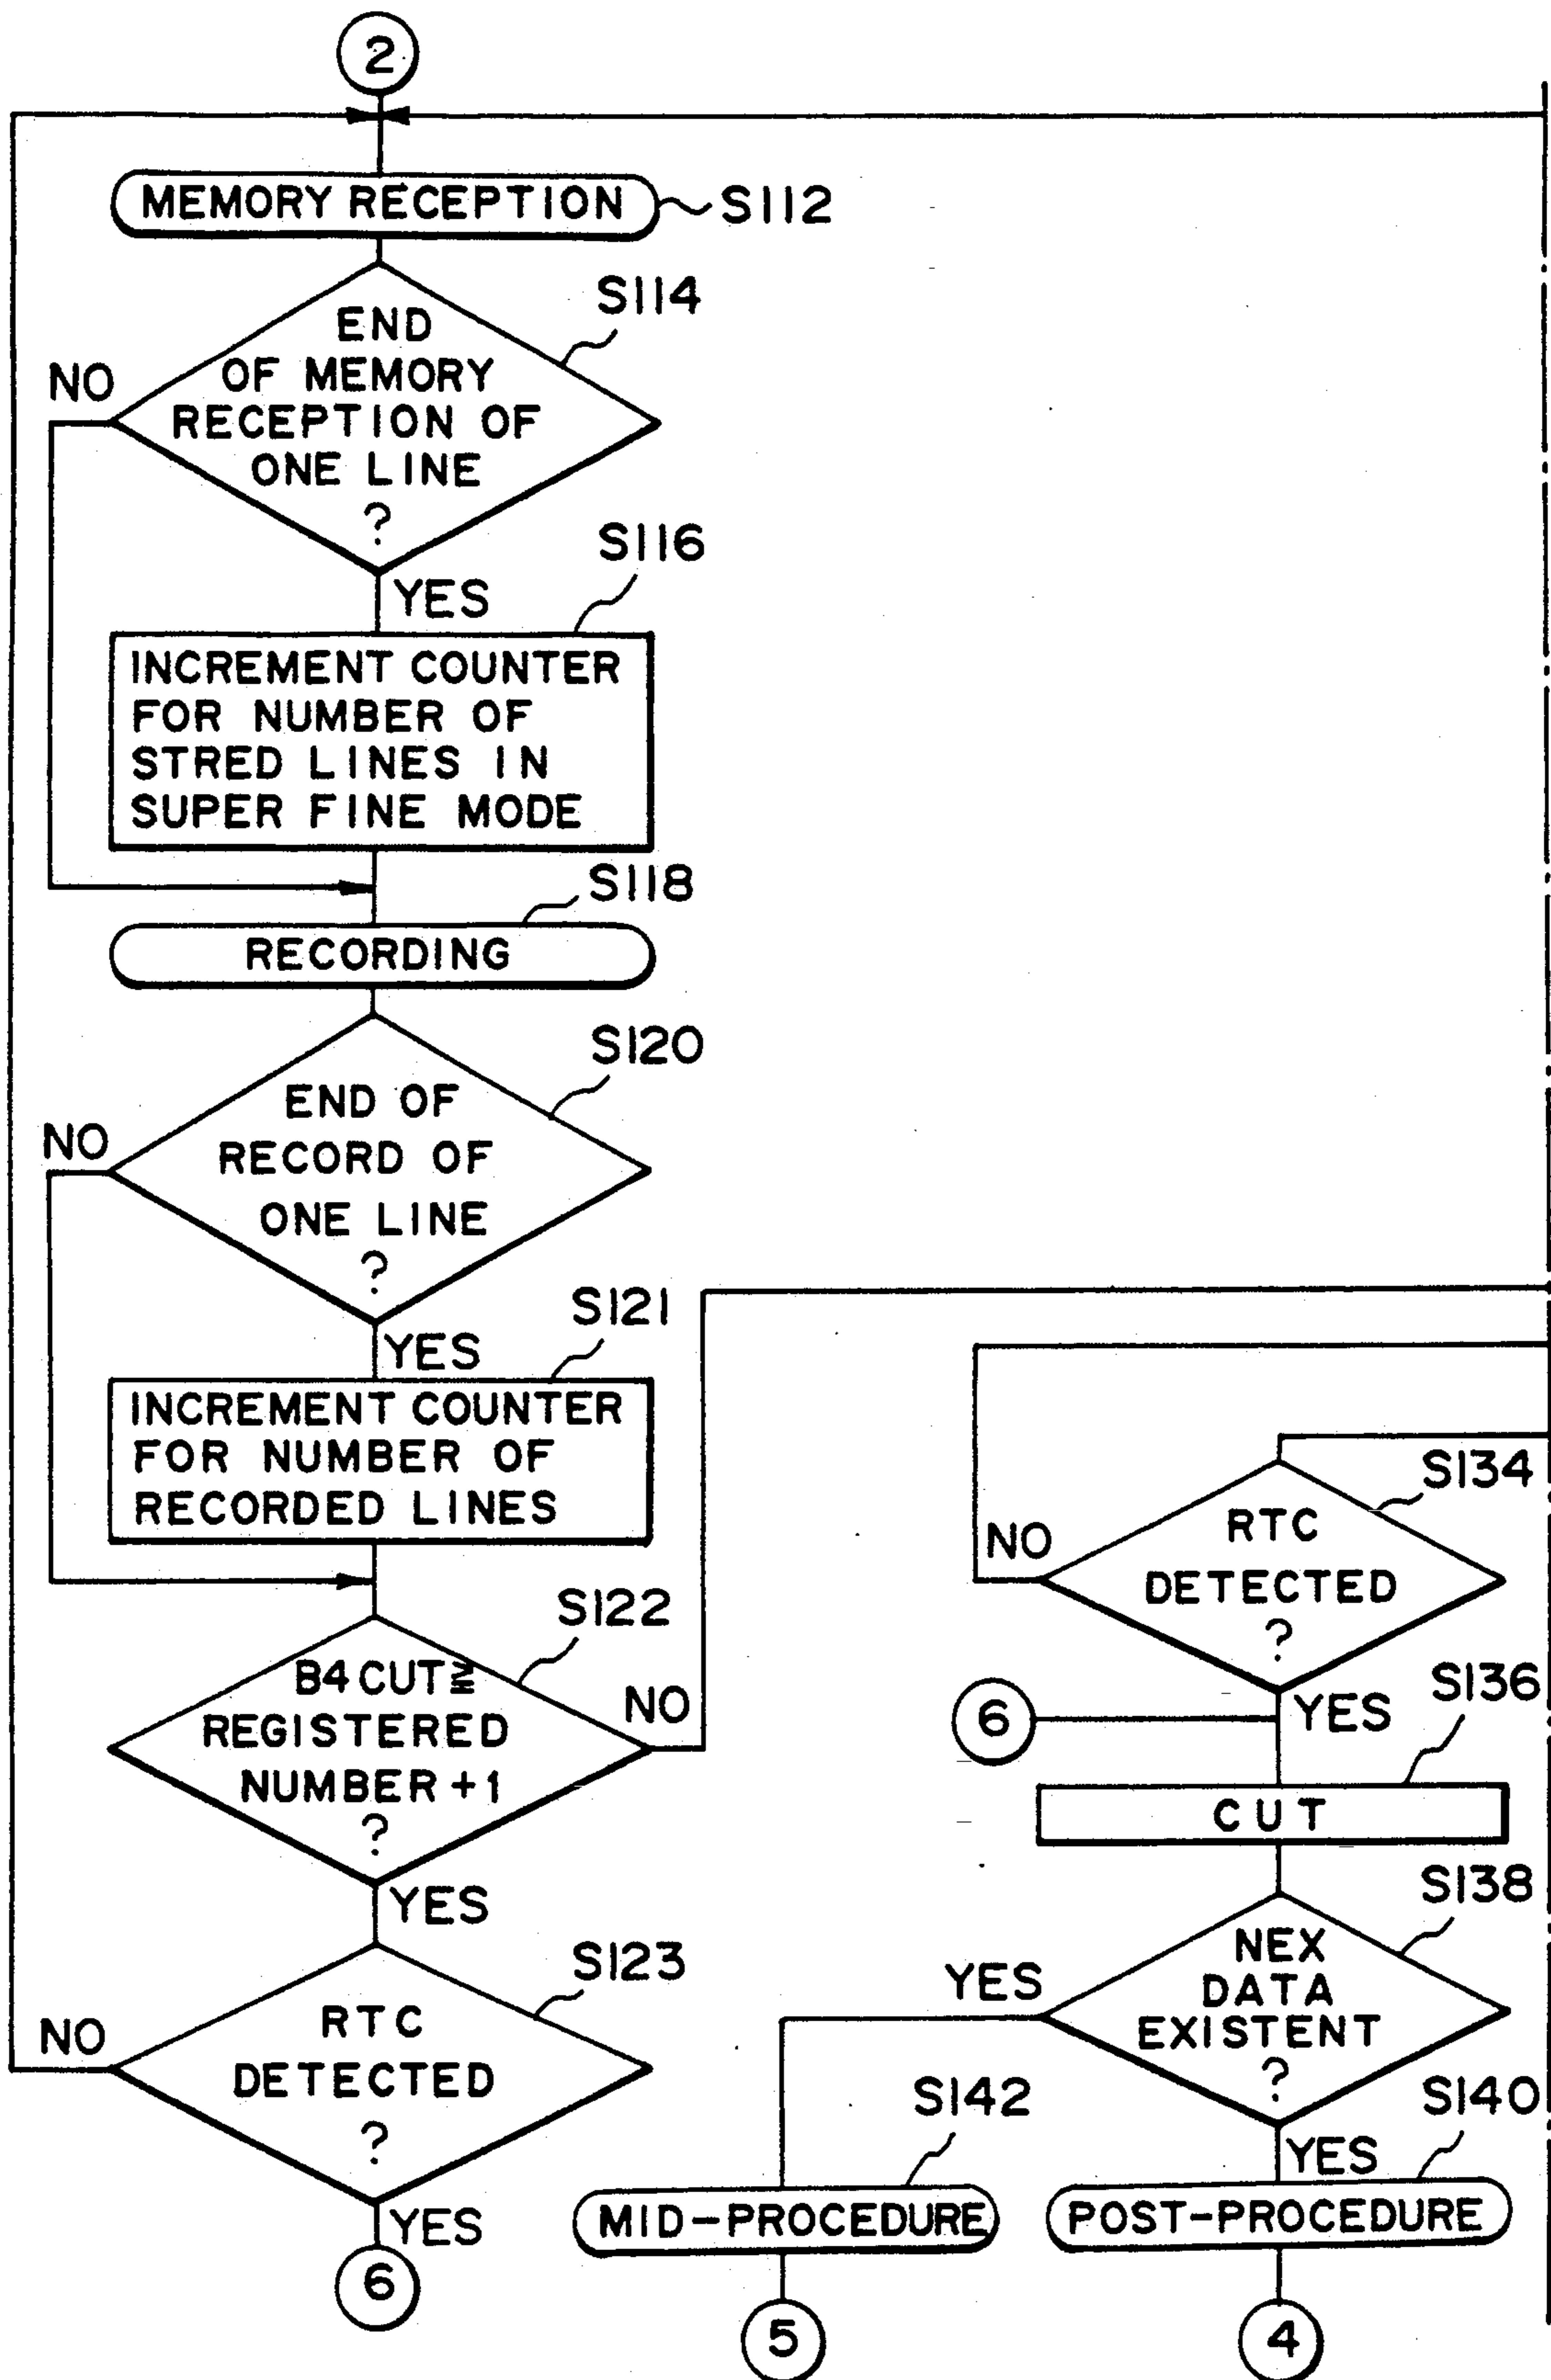 2
MEMORY RECEPTION
S112
S114
END
OF MEMORY
RECEPTION OF
ONE LINE
?
NO
YES
S116
INCREMENT COUNTER
FOR NUMBER OF
STRED LINES IN
SUPER FINE MODE
S118
RECORDING
S120
END OF
RECORD OF
ONE LINE
?
NO
YES
S121
INCREMENT COUNTER
FOR NUMBER OF
RECORDED LINES
S122
B4 CUT ≧
REGISTERED
NUMBER +1
?
NO
YES
S123
RTC
DETECTED
?
NO
YES
6
S134
RTC
DETECTED
?
NO
YES
6
S136
CUT
S138
NEX
DATA
EXISTENT
?
YES
YES
S142
MID-PROCEDURE
5
S140
POST-PROCEDURE
4